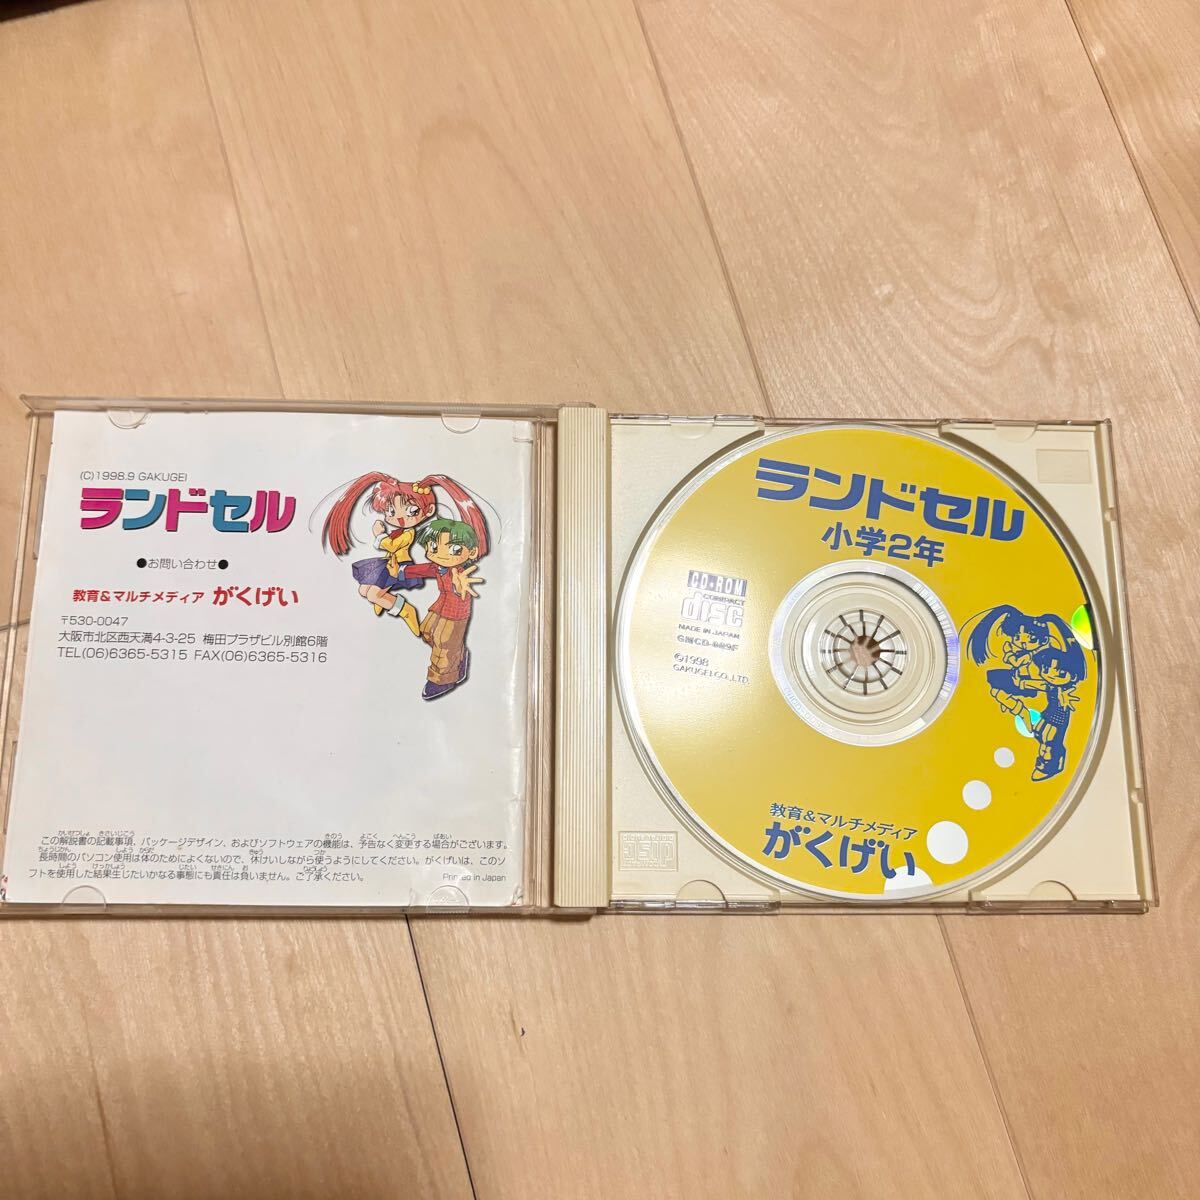 (C)1998.9 GAKUGEI
ランドセル
●お問い合わせ●
教育&マルチメディア がくげい
〒530-0047
大阪市北区西天満4-3-25 梅田プラザビル別館6階
TEL(06)6365-5315 FAX(06)6365-5316
この解説書の記載事項、パッケージデザイン、およびソフトウェアの機能は、予告なく変更する場合がございます。
長時間のパソコン使用は体のためによくないので、休けいしながら使うようにしてください。がくげいは、このソ
フトを使用した結果生じたいかなる事態にも責任は負いません。ご了承ください。
Printed in Japan
ランドセル
小学2年
CD-ROM
COMPACT
disc
MADE IN JAPAN
GMCD-009F
℗1998
GAKUGEI CO., LTD.
教育&マルチメディア
がくげい